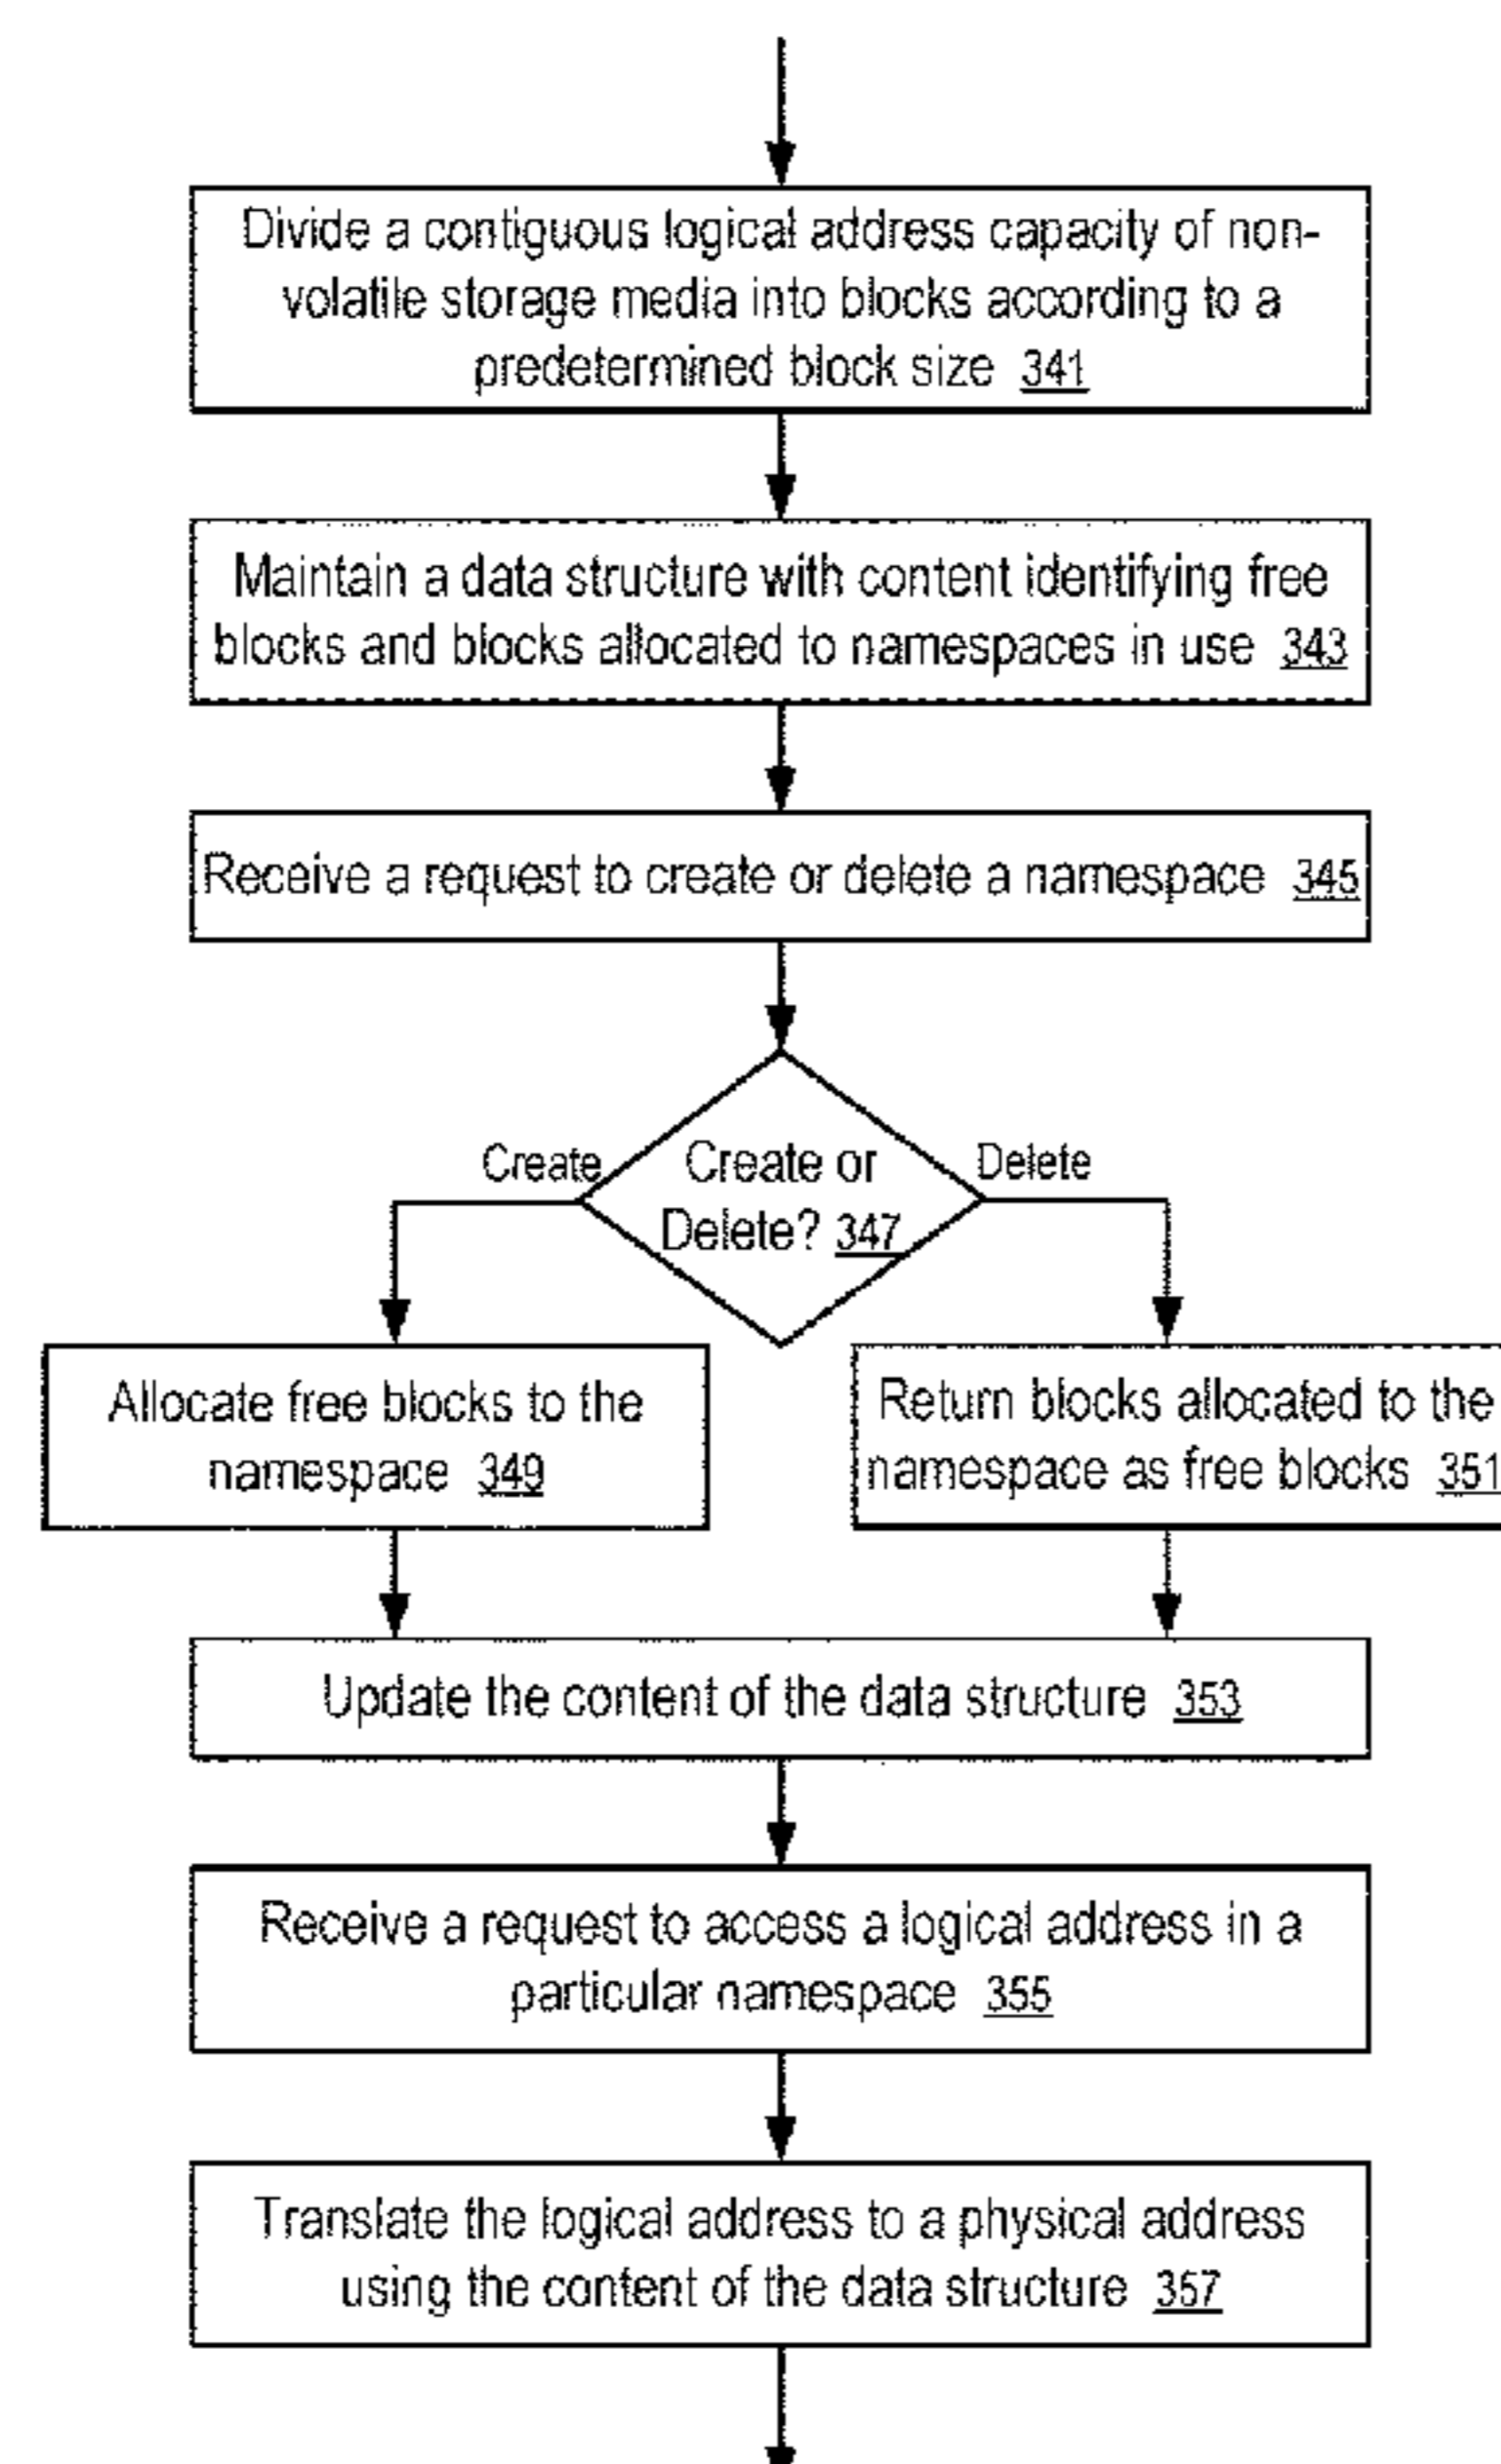 Divide a contiguous logical address capacity of non-
volatile storage media into blocks according to a
predetermined block size 341
Maintain a data structure with content identifying free
blocks and blocks allocated to namespaces in use 343
Receive a request to create or delete a namespace 345
Create
Create or
Delete? 347
Delete
Allocate free blocks to the
namespace 349
Return blocks allocated to the
namespace as free blocks 351
Update the content of the data structure 353
Receive a request to access a logical address in a
particular namespace 355
Translate the logical address to a physical address
using the content of the data structure 357